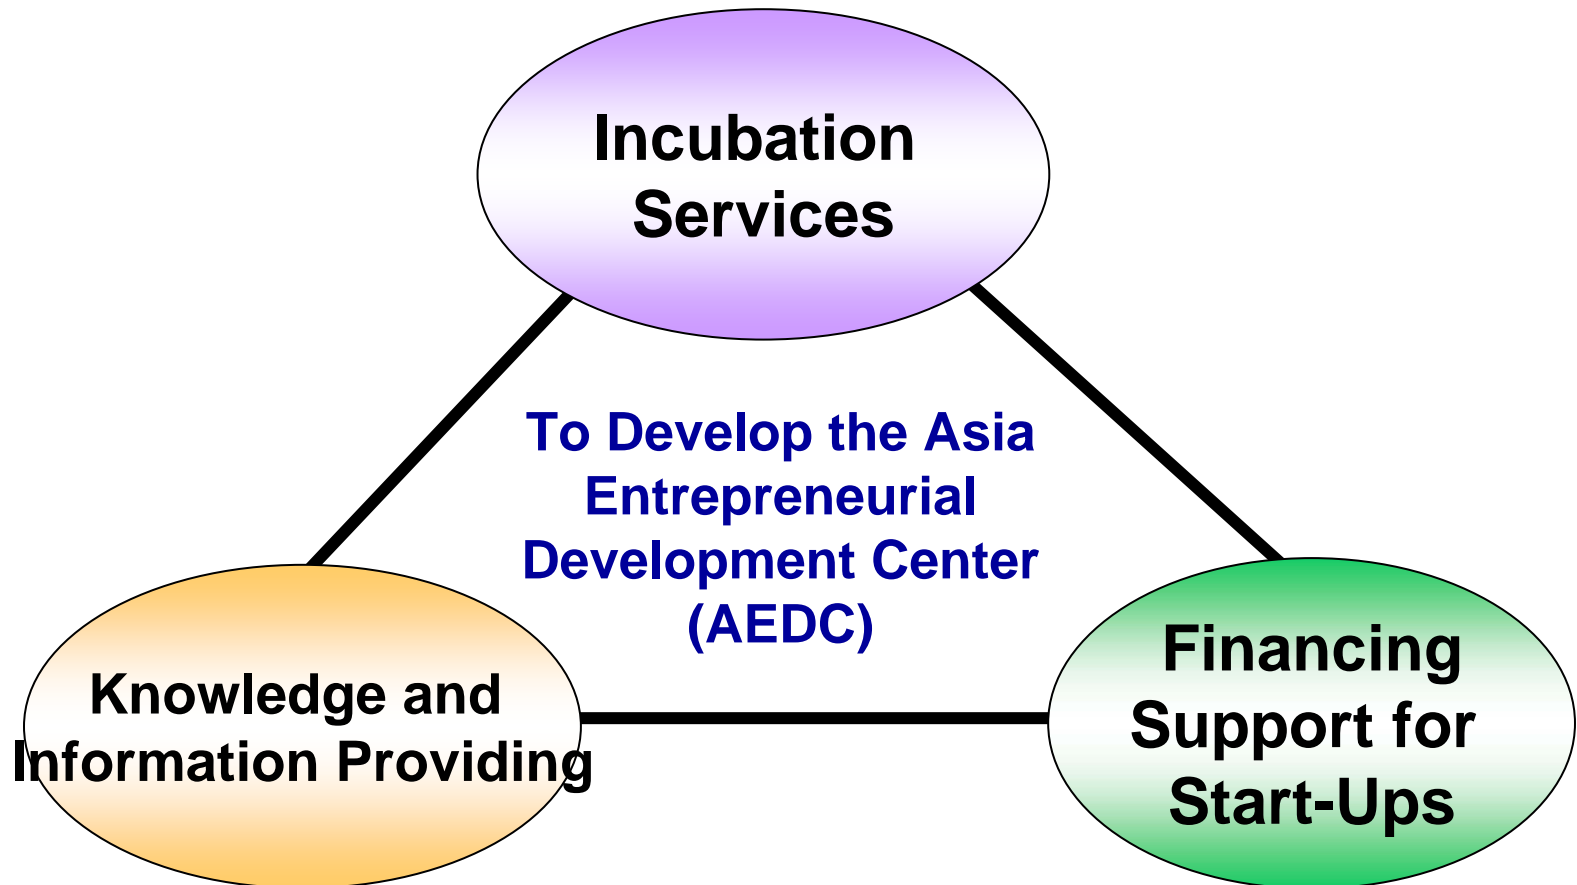 Incubation
Services
To Develop the Asia
Entrepreneurial
Development Center
(AEDC)
Knowledge and
Information Providing
Financing
Support for
Start-Ups